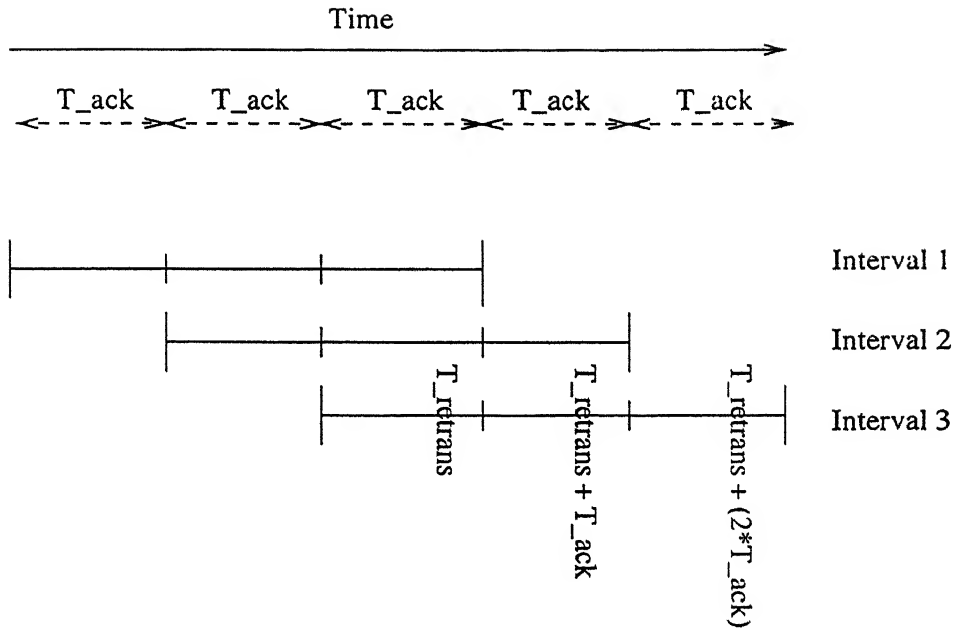 Time
T_ack T_ack T_ack T_ack T_ack
Interval 1
Interval 2
Interval 3
T_retrans
T_retrans + T_ack
T_retrans + (2*T_ack)